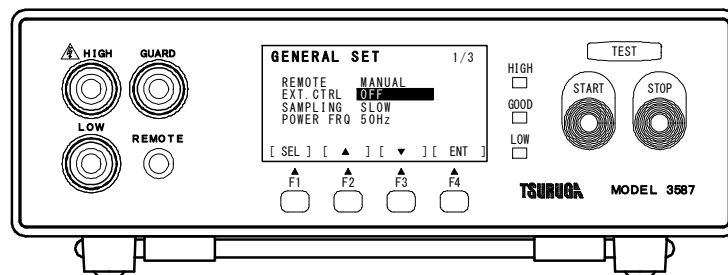 HIGH GUARD
LOW
REMOTE
GENERAL SET 1/3
REMOTE MANUAL
EXT.CTRL OFF
SAMPLING SLOW
POWER FRQ 50Hz
[ SEL ] [ ▲ ] [ ▼ ] [ ENT ]
F1 F2 F3 F4
HIGH
GOOD
LOW
TEST
START STOP
TSURUGA MODEL 3587